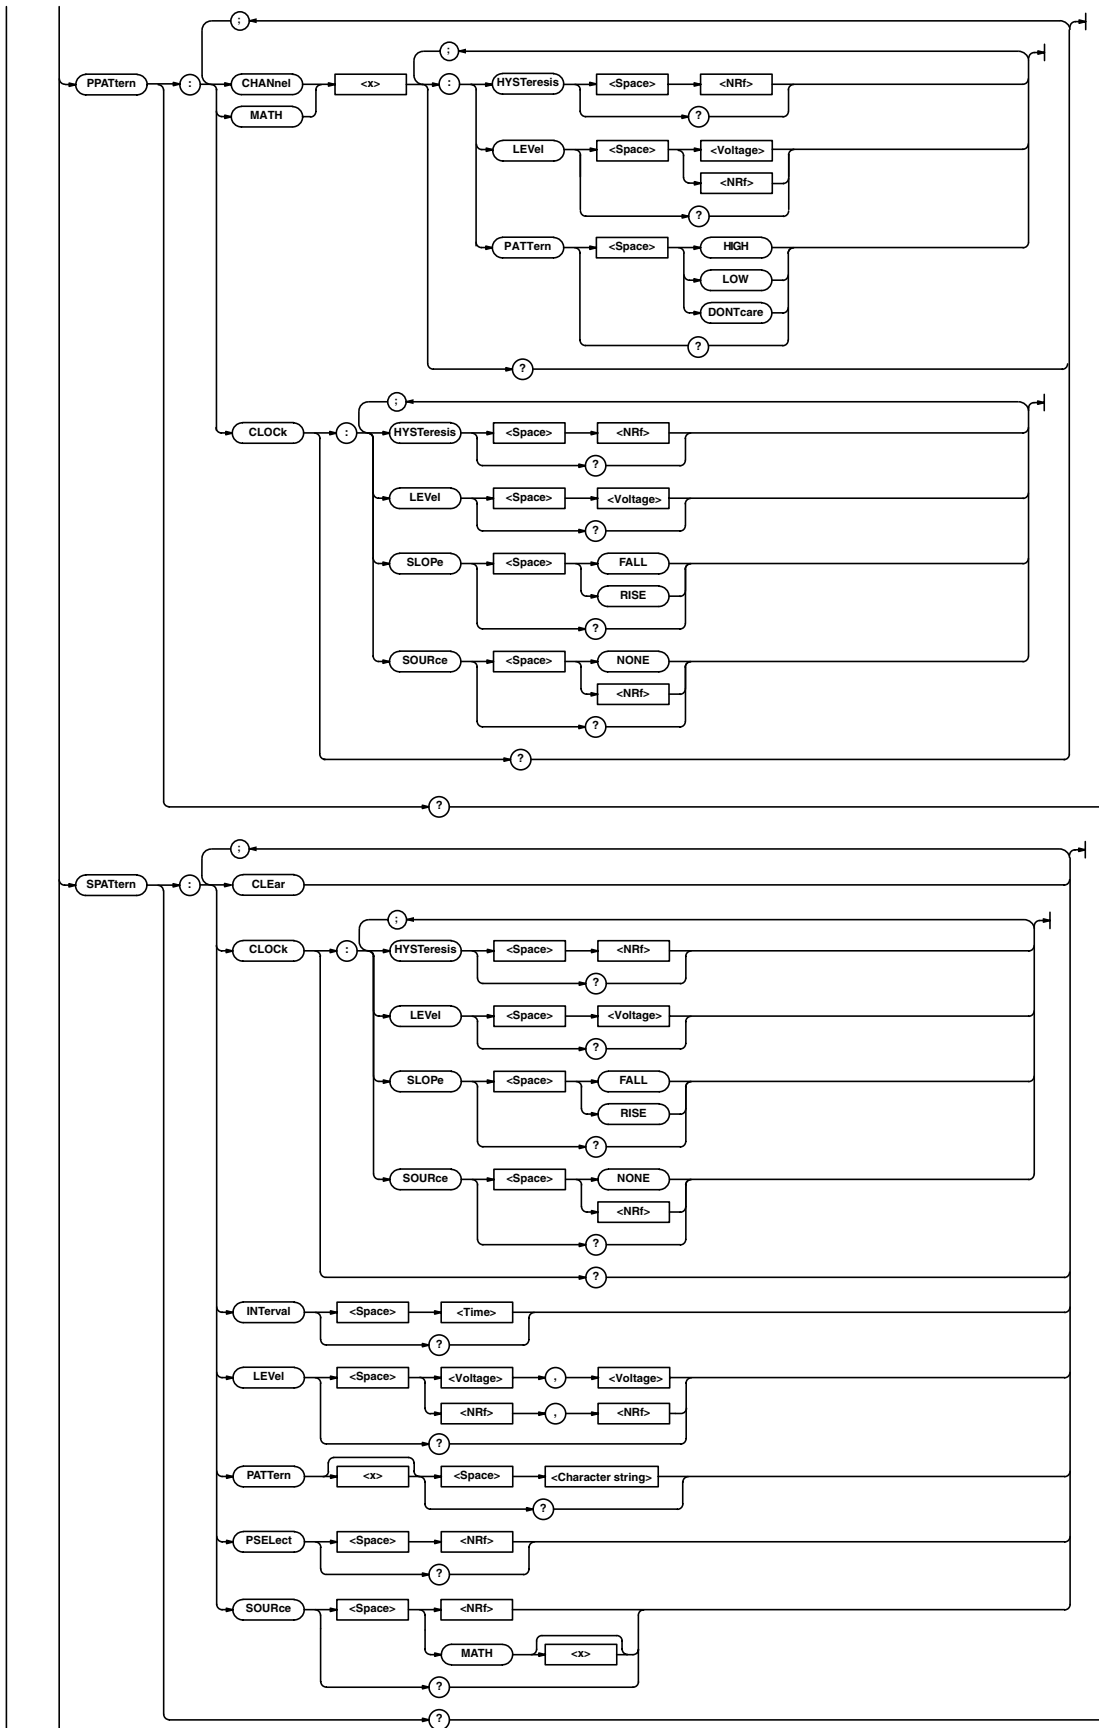 ;
;
PPATtern : CHANnel <x> : HYSTeresis <Space> <NRf>
MATH ?
LEVel <Space> <Voltage>
<NRf>
?
PATTern <Space> HIGH
LOW
DONTcare
?
?
;
CLOCk : HYSTeresis <Space> <NRf>
?
LEVel <Space> <Voltage>
?
SLOPe <Space> FALL
RISE
?
SOURce <Space> NONE
<NRf>
?
?
?
;
SPATtern : CLEar
;
CLOCk : HYSTeresis <Space> <NRf>
?
LEVel <Space> <Voltage>
?
SLOPe <Space> FALL
RISE
?
SOURce <Space> NONE
<NRf>
?
?
INTerval <Space> <Time>
?
LEVel <Space> <Voltage> , <Voltage>
<NRf> , <NRf>
?
PATTern <x> <Space> <Character string>
?
PSELect <Space> <NRf>
?
SOURce <Space> <NRf>
MATH <x>
?
?